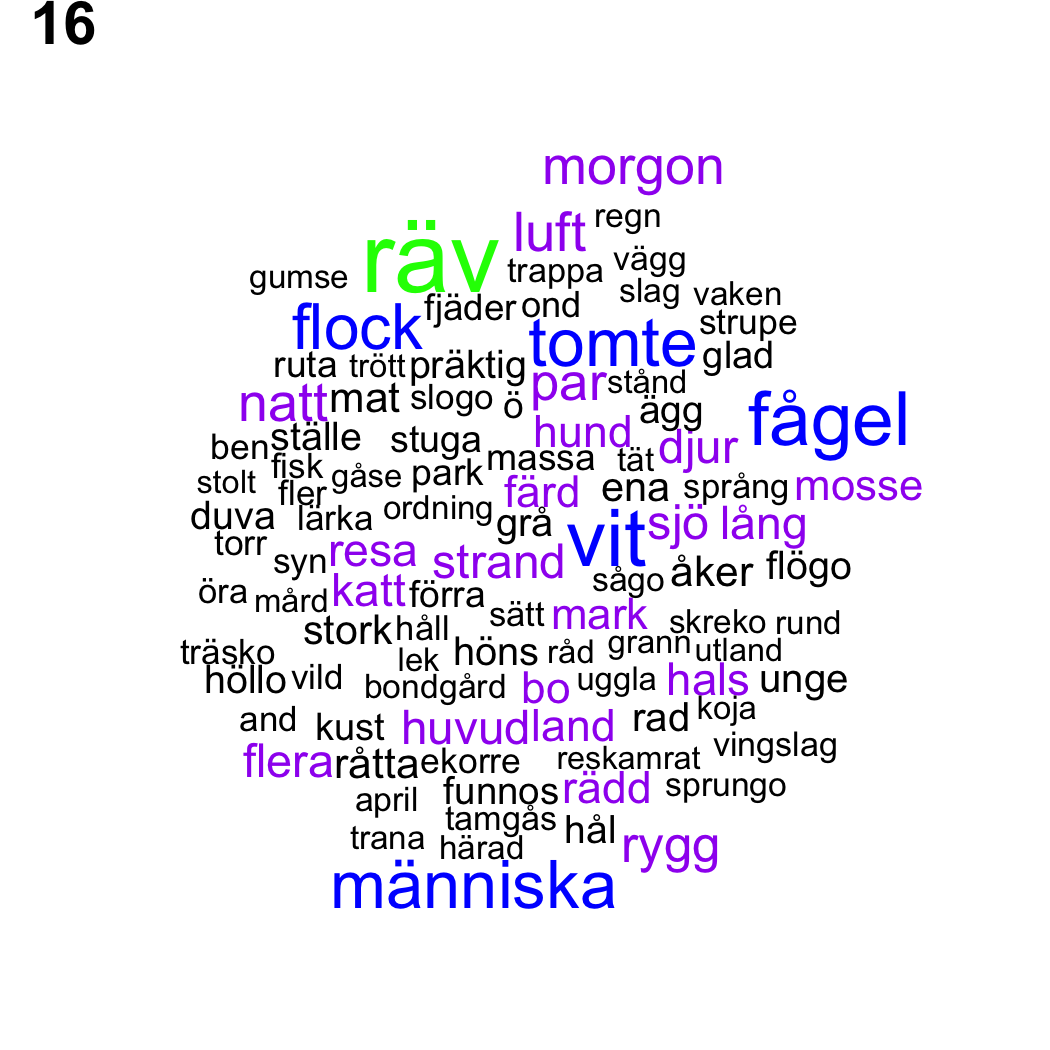 16
morgon
luft regn
räv trappa vägg
gumse slag vaken
flock fjäder ond tomte strupe
ruta trött präktig glad
natt mat slogo ö par stånd
ägg fågel
ben ställe stuga hund djur
stolt fisk gåse park massa tät
fler färd ena språng mosse
duva lärka ordning grå vit sjö lång
torr syn resa strand
sågo åker flögo
öra mård katt förra sätt mark
stork håll skreko rund
träsko lek höns råd grann utland
höllo vild bondgård bo uggla hals unge
and kust huvud land rad koja
flera råtta ekorre reskamrat vingslag
april funnos rädd sprungo
trana tamgås hål
härad rygg
människa